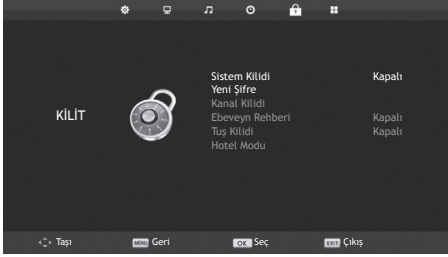 Sistem Kilidi Kapalı
Yeni Şifre
Kanal Kilidi
KİLİT
Ebeveyn Rehberi Kapalı
Tuş Kilidi Kapalı
Hotel Modu
Taşı MENU Geri OK Seç EXIT Çıkış